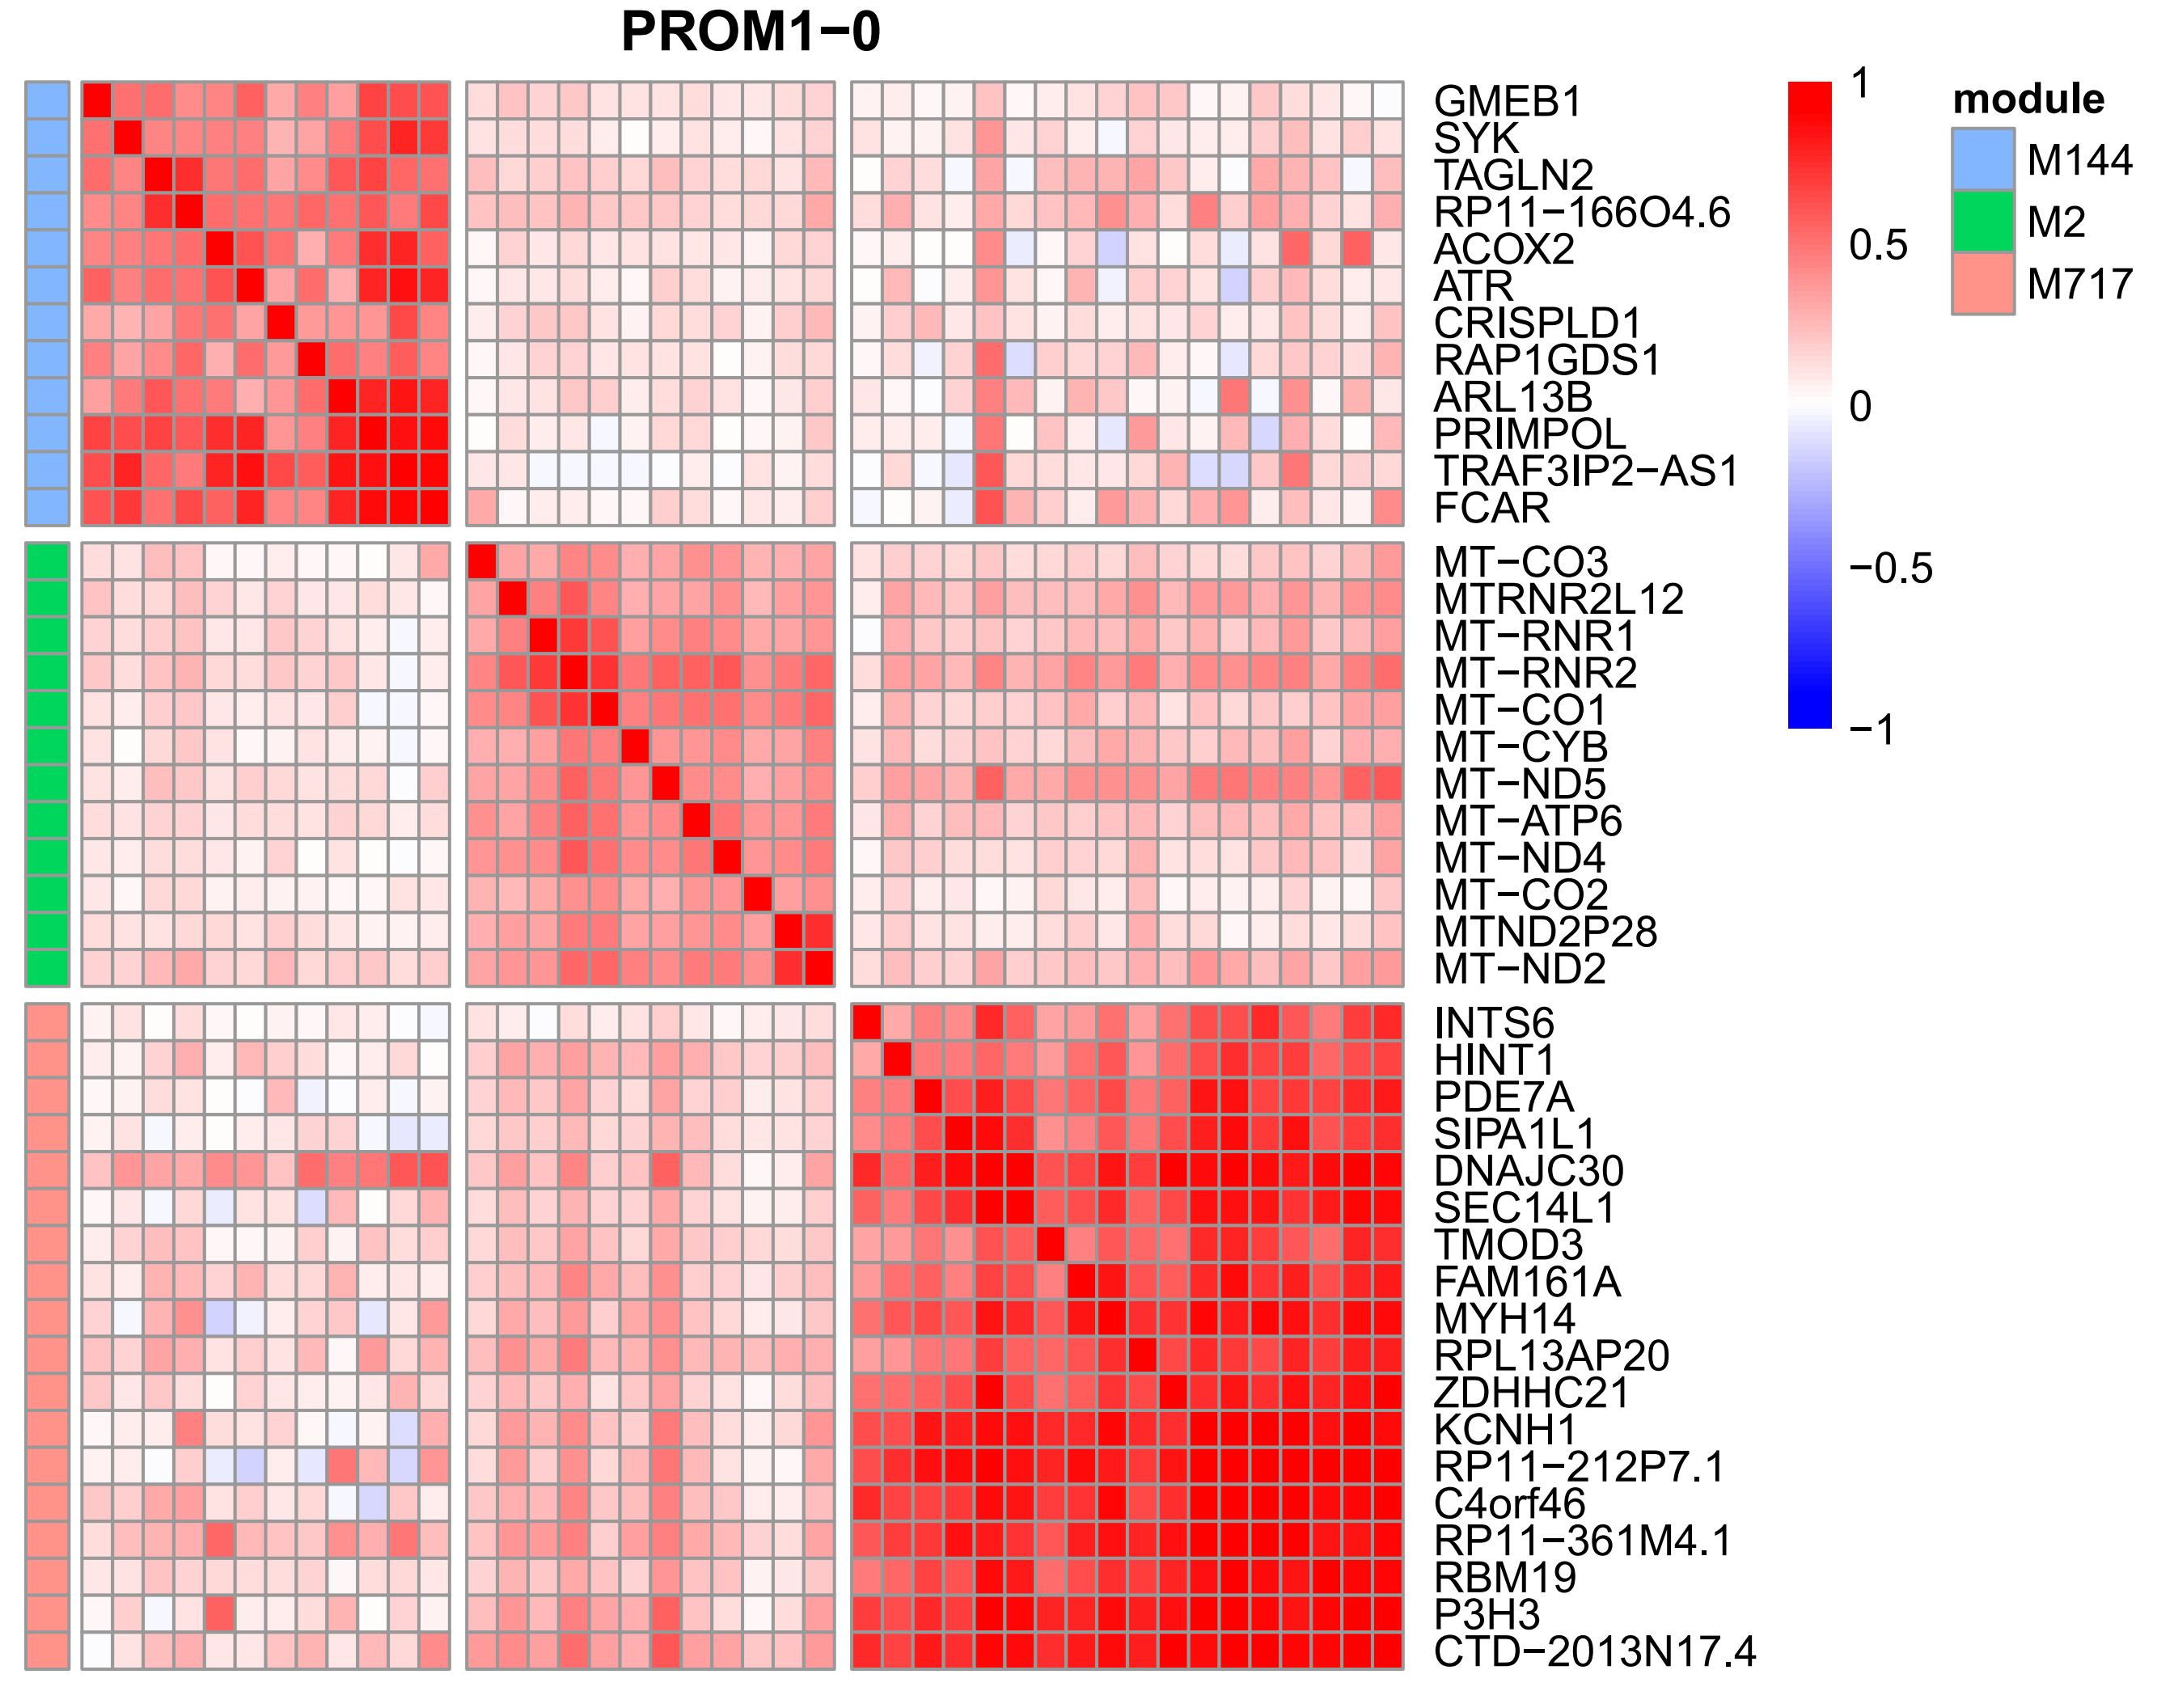 PROM1−0
GMEB1
SYK
TAGLN2
RP11−166O4.6
ACOX2
ATR
CRISPLD1
RAP1GDS1
ARL13B
PRIMPOL
TRAF3IP2−AS1
FCAR
MT−CO3
MTRNR2L12
MT−RNR1
MT−RNR2
MT−CO1
MT−CYB
MT−ND5
MT−ATP6
MT−ND4
MT−CO2
MTND2P28
MT−ND2
INTS6
HINT1
PDE7A
SIPA1L1
DNAJC30
SEC14L1
TMOD3
FAM161A
MYH14
RPL13AP20
ZDHHC21
KCNH1
RP11−212P7.1
C4orf46
RP11−361M4.1
RBM19
P3H3
CTD−2013N17.4
1
0.5
0
−0.5
−1
module
M144
M2
M717